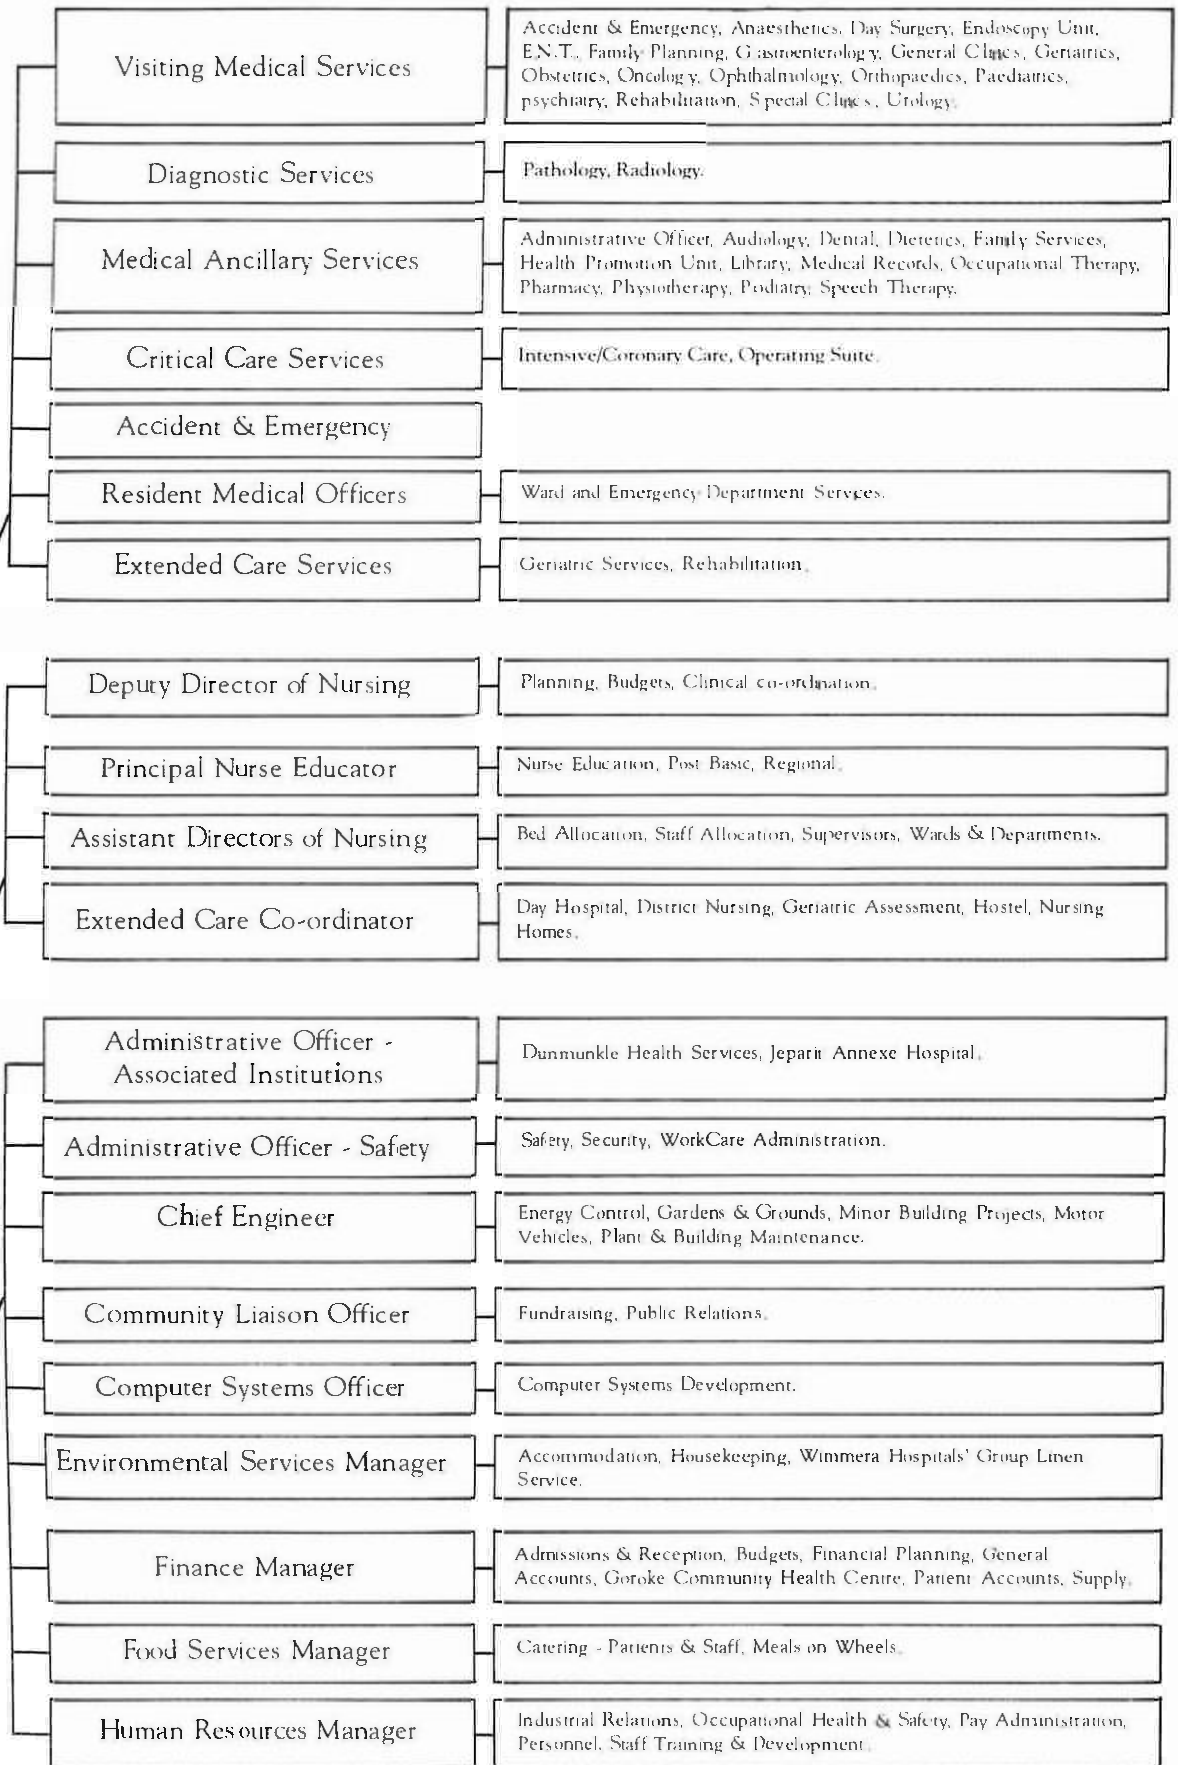 Visiting Medical Services
Accident & Emergency, Anaesthetics, Day Surgery, Endoscopy Unit,
E.N.T., Family Planning, Gastroenterology, General Clinics, Geriatrics,
Obstetrics, Oncology, Ophthalmology, Orthopaedics, Paediatrics,
psychiatry, Rehabilitation, Special Clinics, Urology.
Diagnostic Services
Pathology, Radiology.
Medical Ancillary Services
Administrative Officer, Audiology, Dental, Dietetics, Family Services,
Health Promotion Unit, Library, Medical Records, Occupational Therapy,
Pharmacy, Physiotherapy, Podiatry, Speech Therapy.
Critical Care Services
Intensive/Coronary Care, Operating Suite.
Accident & Emergency
Resident Medical Officers
Ward and Emergency Department Services.
Extended Care Services
Geriatric Services, Rehabilitation.
Deputy Director of Nursing
Planning, Budgets, Clinical co-ordination.
Principal Nurse Educator
Nurse Education, Post Basic, Regional.
Assistant Directors of Nursing
Bed Allocation, Staff Allocation, Supervisors, Wards & Departments.
Extended Care Co-ordinator
Day Hospital, District Nursing, Geriatric Assessment, Hostel, Nursing
Homes.
Administrative Officer -
Associated Institutions
Dunmunkle Health Services, Jeparit Annexe Hospital.
Administrative Officer - Safety
Safety, Security, WorkCare Administration.
Chief Engineer
Energy Control, Gardens & Grounds, Minor Building Projects, Motor
Vehicles, Plant & Building Maintenance.
Community Liaison Officer
Fundraising, Public Relations.
Computer Systems Officer
Computer Systems Development.
Environmental Services Manager
Accommodation, Housekeeping, Wimmera Hospitals' Group Linen
Service.
Finance Manager
Admissions & Reception, Budgets, Financial Planning, General
Accounts, Goroke Community Health Centre, Patient Accounts, Supply.
Food Services Manager
Catering - Patients & Staff, Meals on Wheels.
Human Resources Manager
Industrial Relations, Occupational Health & Safety, Pay Administration,
Personnel, Staff Training & Development.